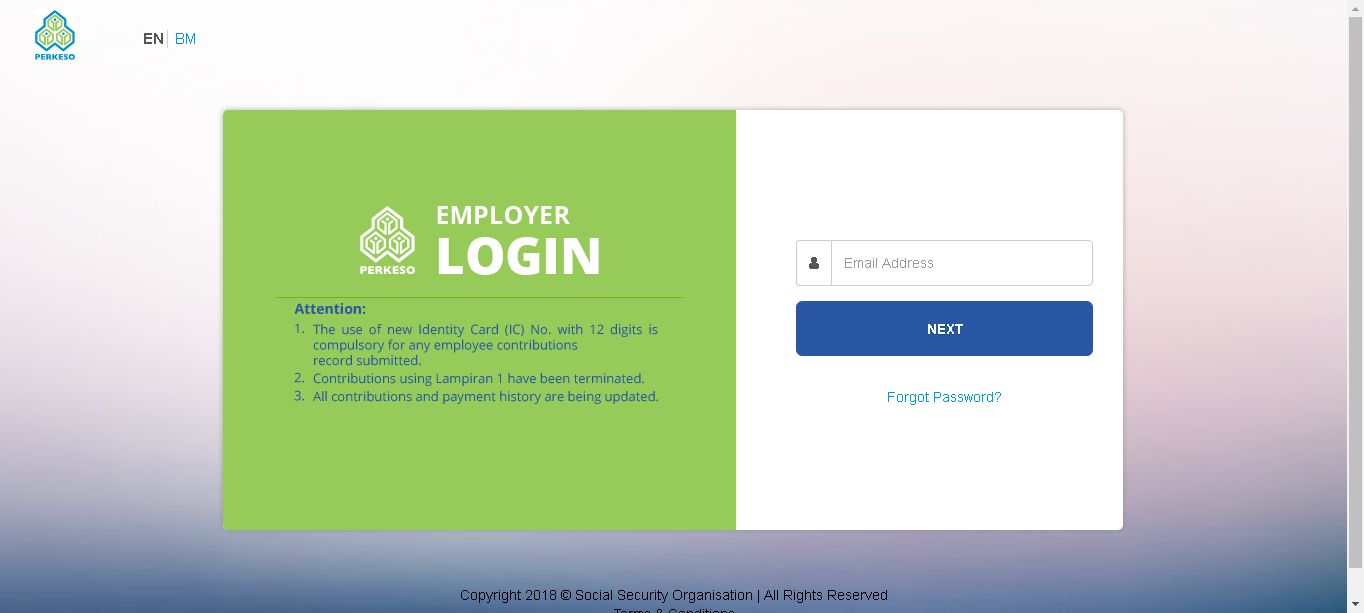 PERKESO
EN BM
PERKESO
EMPLOYER
LOGIN
Attention:
1. The use of new Identity Card (IC) No. with 12 digits is
compulsory for any employee contributions
record submitted.
2. Contributions using Lampiran 1 have been terminated.
3. All contributions and payment history are being updated.
Email Address
NEXT
Forgot Password?
Copyright 2018 © Social Security Organisation | All Rights Reserved
Terms & Conditions